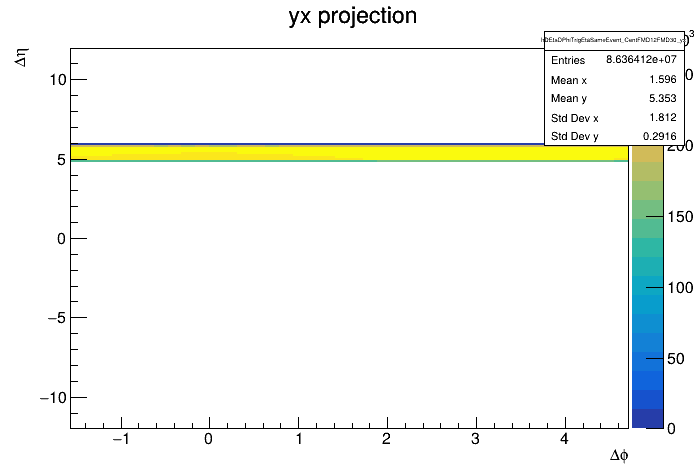 yx projection
hDEtaDPhiTrigEtaSameEvent_CentFMD12FMD30_yx
Entries 8.636412e+07
Mean x 1.596
Mean y 5.353
Std Dev x 1.812
Std Dev y 0.2916
Δη
10
5
0
−5
−10
−1
0
1
2
3
4
Δϕ
200
150
100
50
0